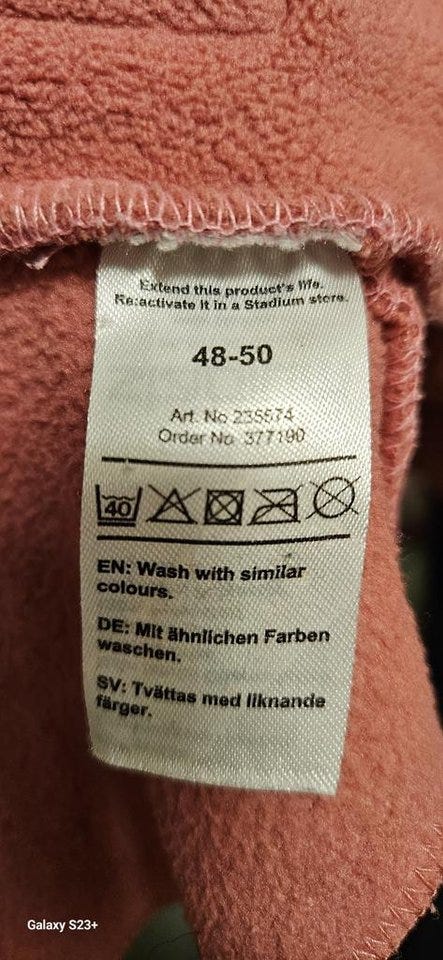 Extend this product's life.
Re:activate it in a Stadium store.
48-50
Art. No 235574
Order No 377190
40
EN: Wash with similar
colours.
DE: Mit ähnlichen Farben
waschen.
SV: Tvättas med liknande
färger.
Galaxy S23+